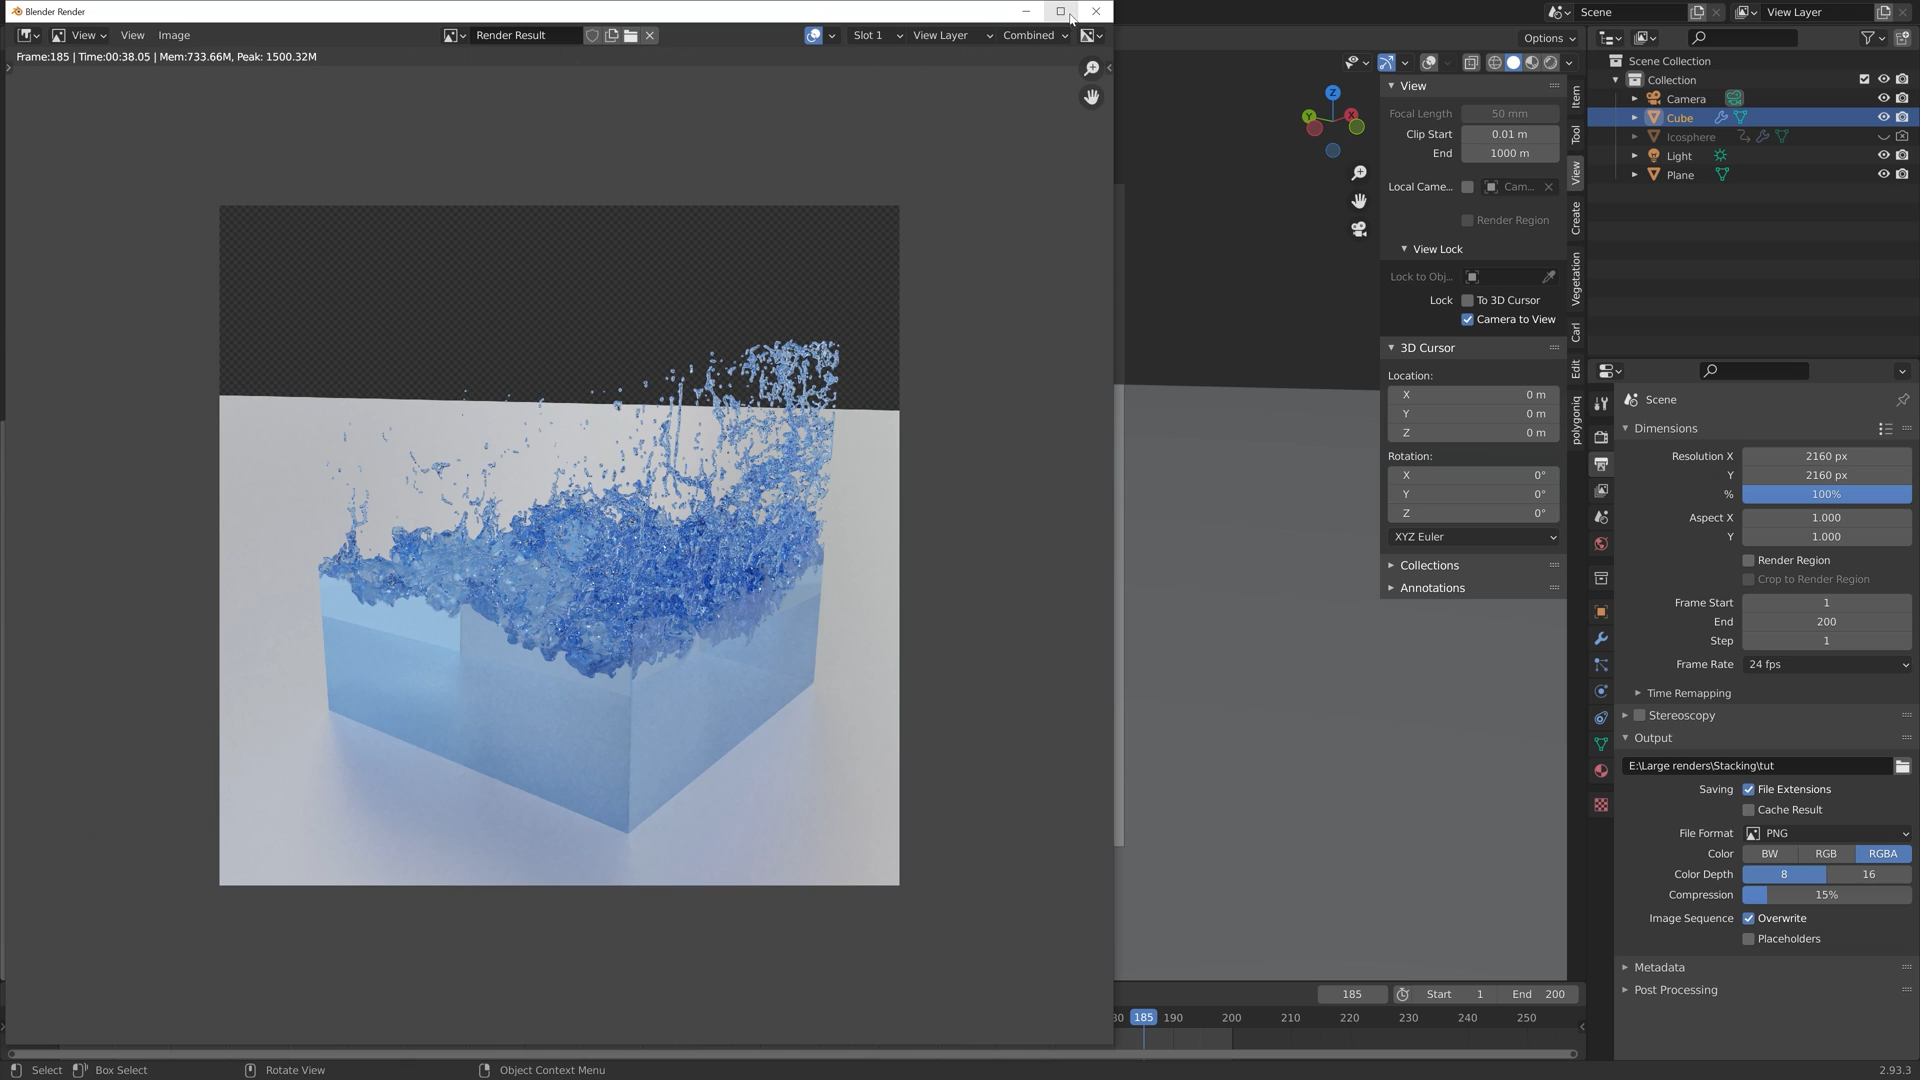 Blender Render
View
View
Image
Render Result
Slot 1
View Layer
Combined
Frame:185 | Time:00:38.05 | Mem:733.66M, Peak: 1500.32M
Options
Z
Y
X
View
Focal Length 50 mm
Clip Start 0.01 m
End 1000 m
Local Came... Cam...
Render Region
View Lock
Lock to Obj...
Lock To 3D Cursor
Camera to View
3D Cursor
Location:
X 0 m
Y 0 m
Z 0 m
Rotation:
X 0°
Y 0°
Z 0°
XYZ Euler
Collections
Annotations
Item
Tool
View
Create
Vegetation
Carl
Edit
polygoniq
Scene
View Layer
Scene Collection
Collection
Camera
Cube
Icosphere
Light
Plane
Scene
Dimensions
Resolution X 2160 px
Y 2160 px
% 100%
Aspect X 1.000
Y 1.000
Render Region
Crop to Render Region
Frame Start 1
End 200
Step 1
Frame Rate 24 fps
Time Remapping
Stereoscopy
Output
E:\Large renders\Stacking\tut
Saving File Extensions
Cache Result
File Format PNG
Color BW RGB RGBA
Color Depth 8 16
Compression 15%
Image Sequence Overwrite
Placeholders
Metadata
Post Processing
185 Start 1 End 200
185 190 200 210 220 230 240 250
Select Box Select Rotate View Object Context Menu
2.93.3